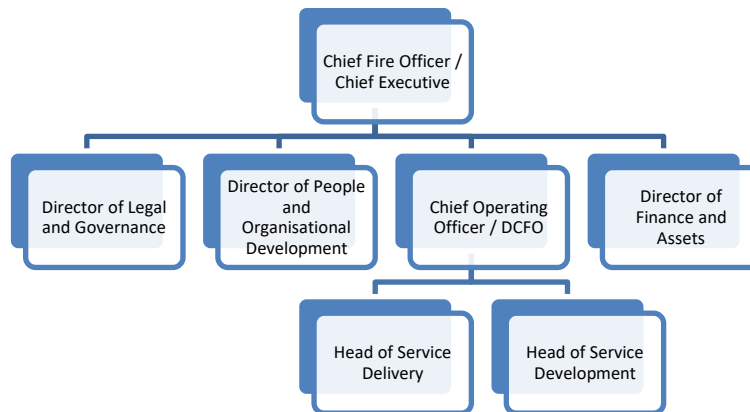 Chief Fire Officer /
Chief Executive
Director of Legal
and Governance
Director of People
and
Organisational
Development
Chief Operating
Officer / DCFO
Director of
Finance and
Assets
Head of Service
Delivery
Head of Service
Development